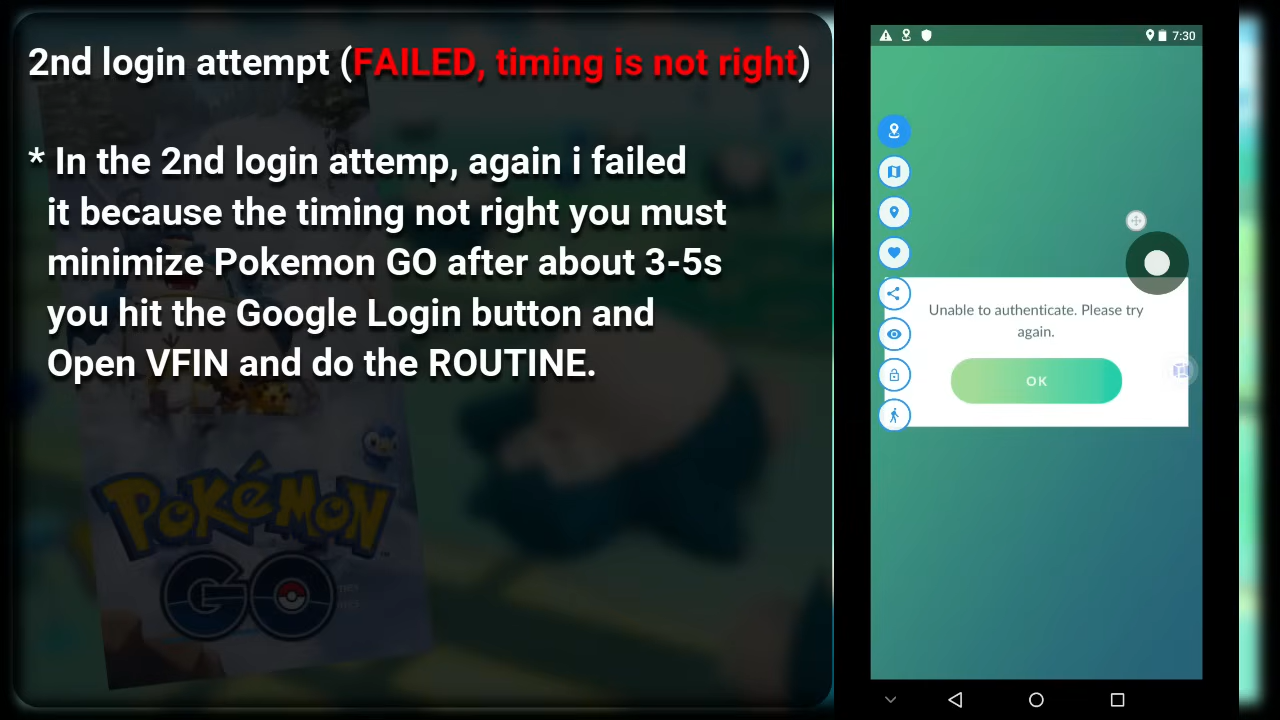 2nd login attempt (FAILED, timing is not right)
* In the 2nd login attemp, again i failed
it because the timing not right you must
minimize Pokemon GO after about 3-5s
you hit the Google Login button and
Open VFIN and do the ROUTINE.
POKéMON
GO
7:30
Unable to authenticate. Please try
again.
OK